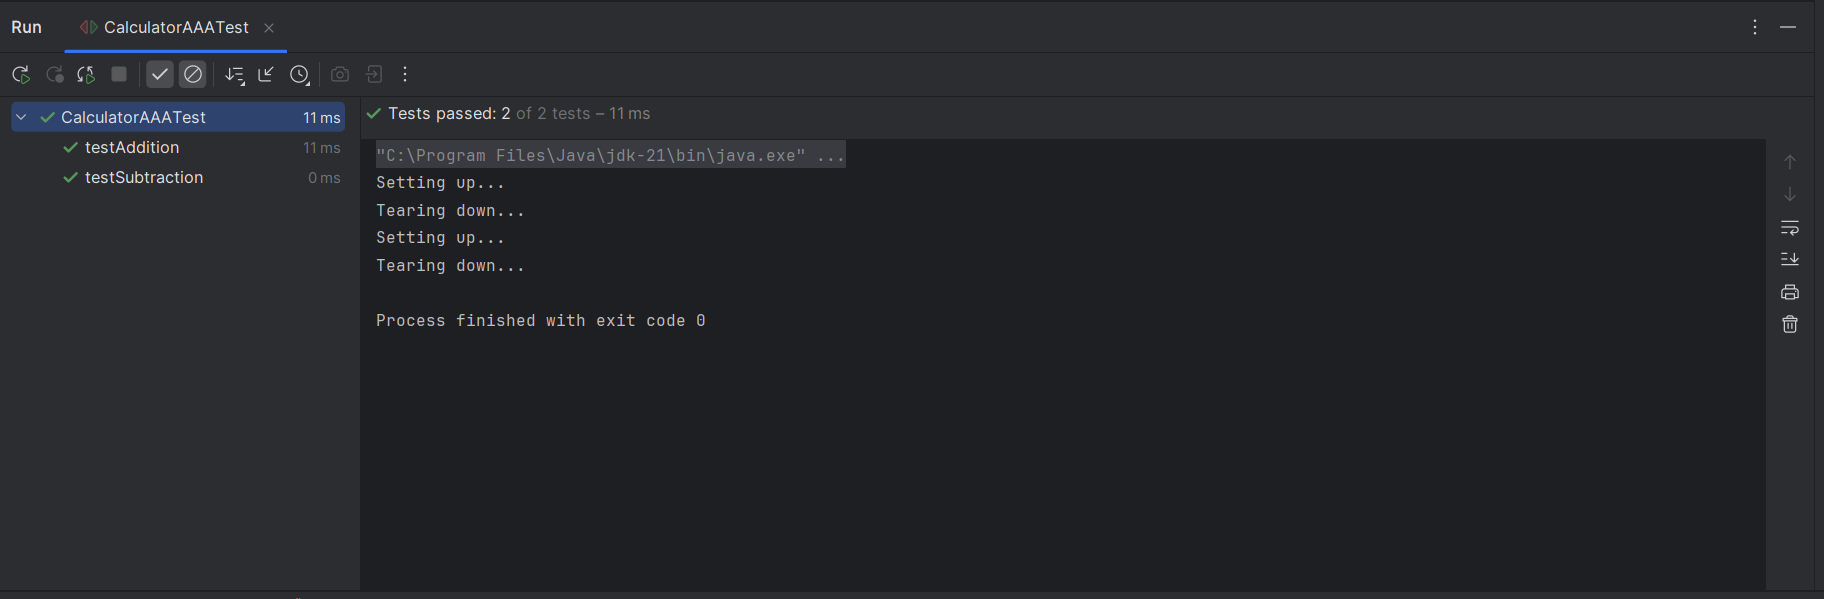 Run CalculatorAAATest
CalculatorAAATest 11 ms
testAddition 11 ms
testSubtraction 0 ms
Tests passed: 2 of 2 tests – 11 ms
"C:\Program Files\Java\jdk-21\bin\java.exe" ...
Setting up...
Tearing down...
Setting up...
Tearing down...
Process finished with exit code 0